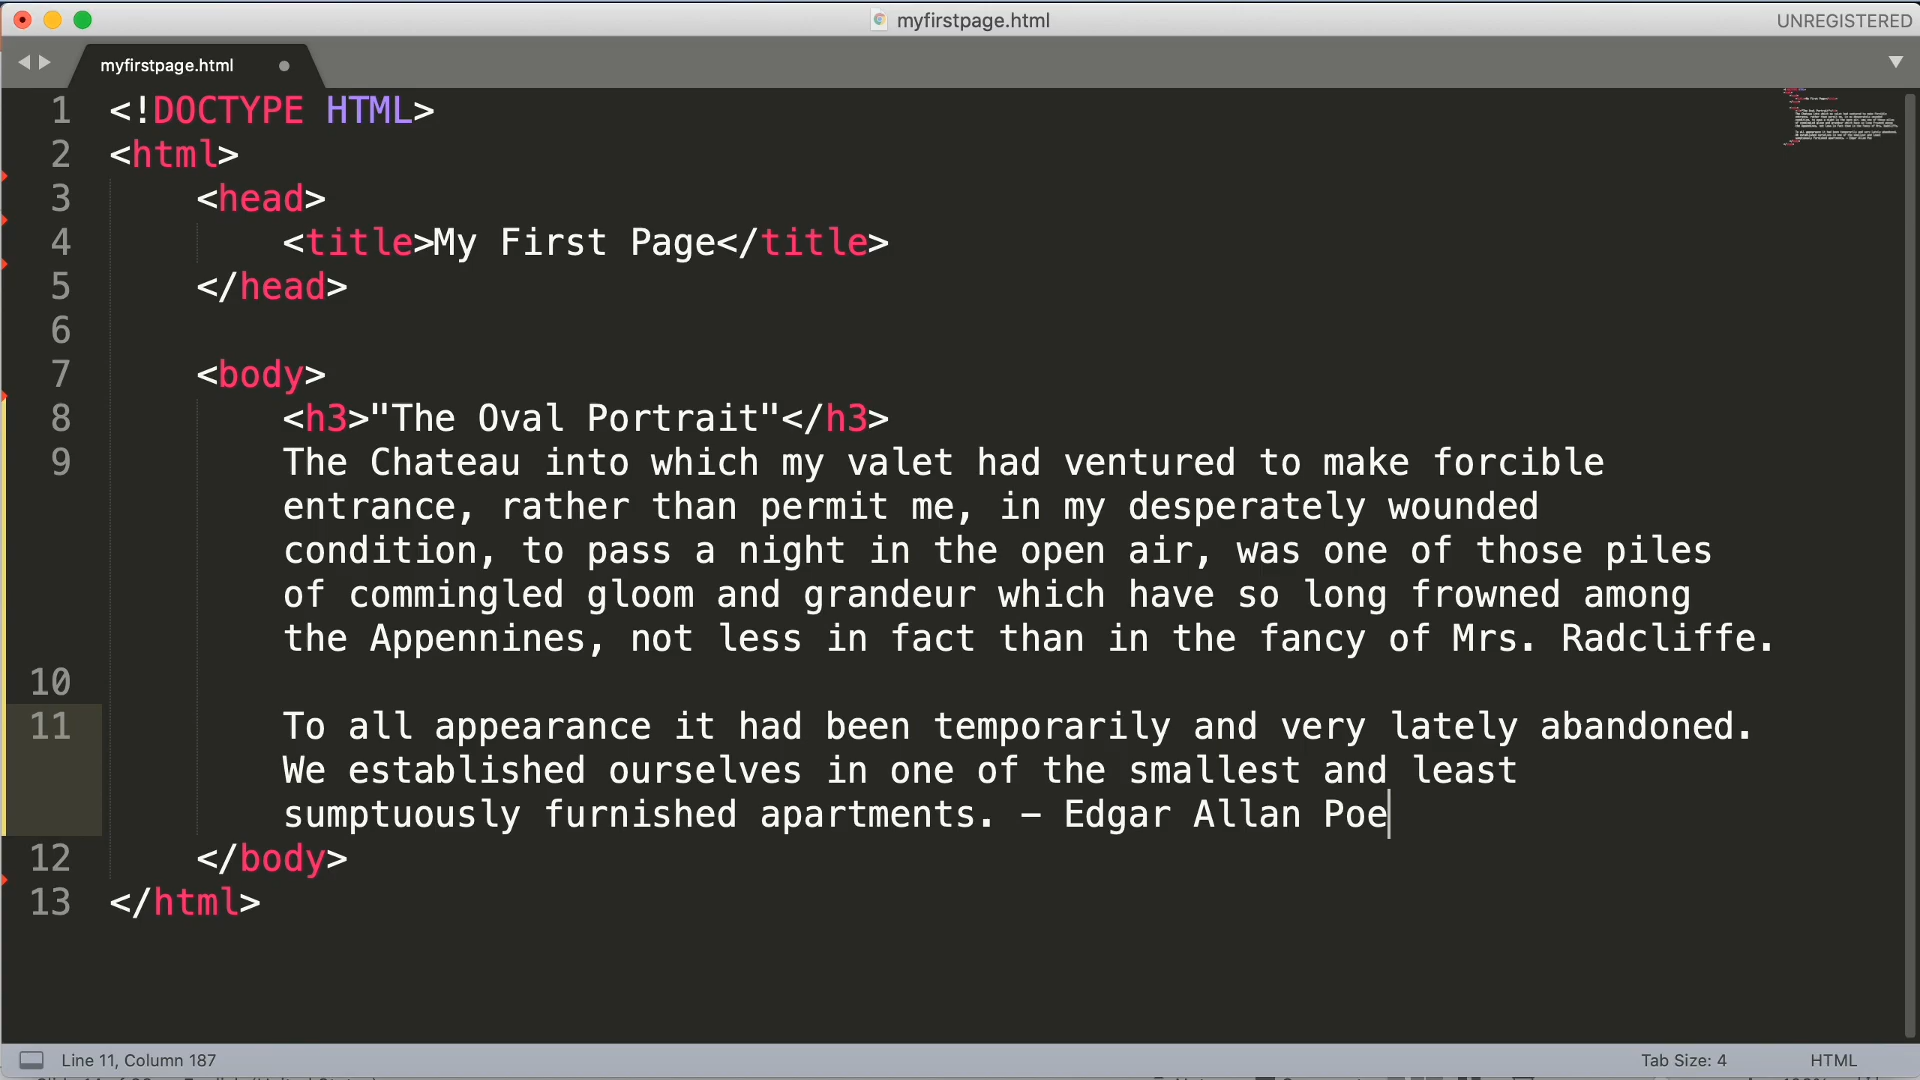 myfirstpage.html
UNREGISTERED
myfirstpage.html
1 <!DOCTYPE HTML>
2 <html>
3 <head>
4 <title>My First Page</title>
5 </head>
6
7 <body>
8 <h3>"The Oval Portrait"</h3>
9 The Chateau into which my valet had ventured to make forcible
entrance, rather than permit me, in my desperately wounded
condition, to pass a night in the open air, was one of those piles
of commingled gloom and grandeur which have so long frowned among
the Appennines, not less in fact than in the fancy of Mrs. Radcliffe.
10
11 To all appearance it had been temporarily and very lately abandoned.
We established ourselves in one of the smallest and least
sumptuously furnished apartments. – Edgar Allan Poe
12 </body>
13 </html>
Line 11, Column 187
Tab Size: 4
HTML